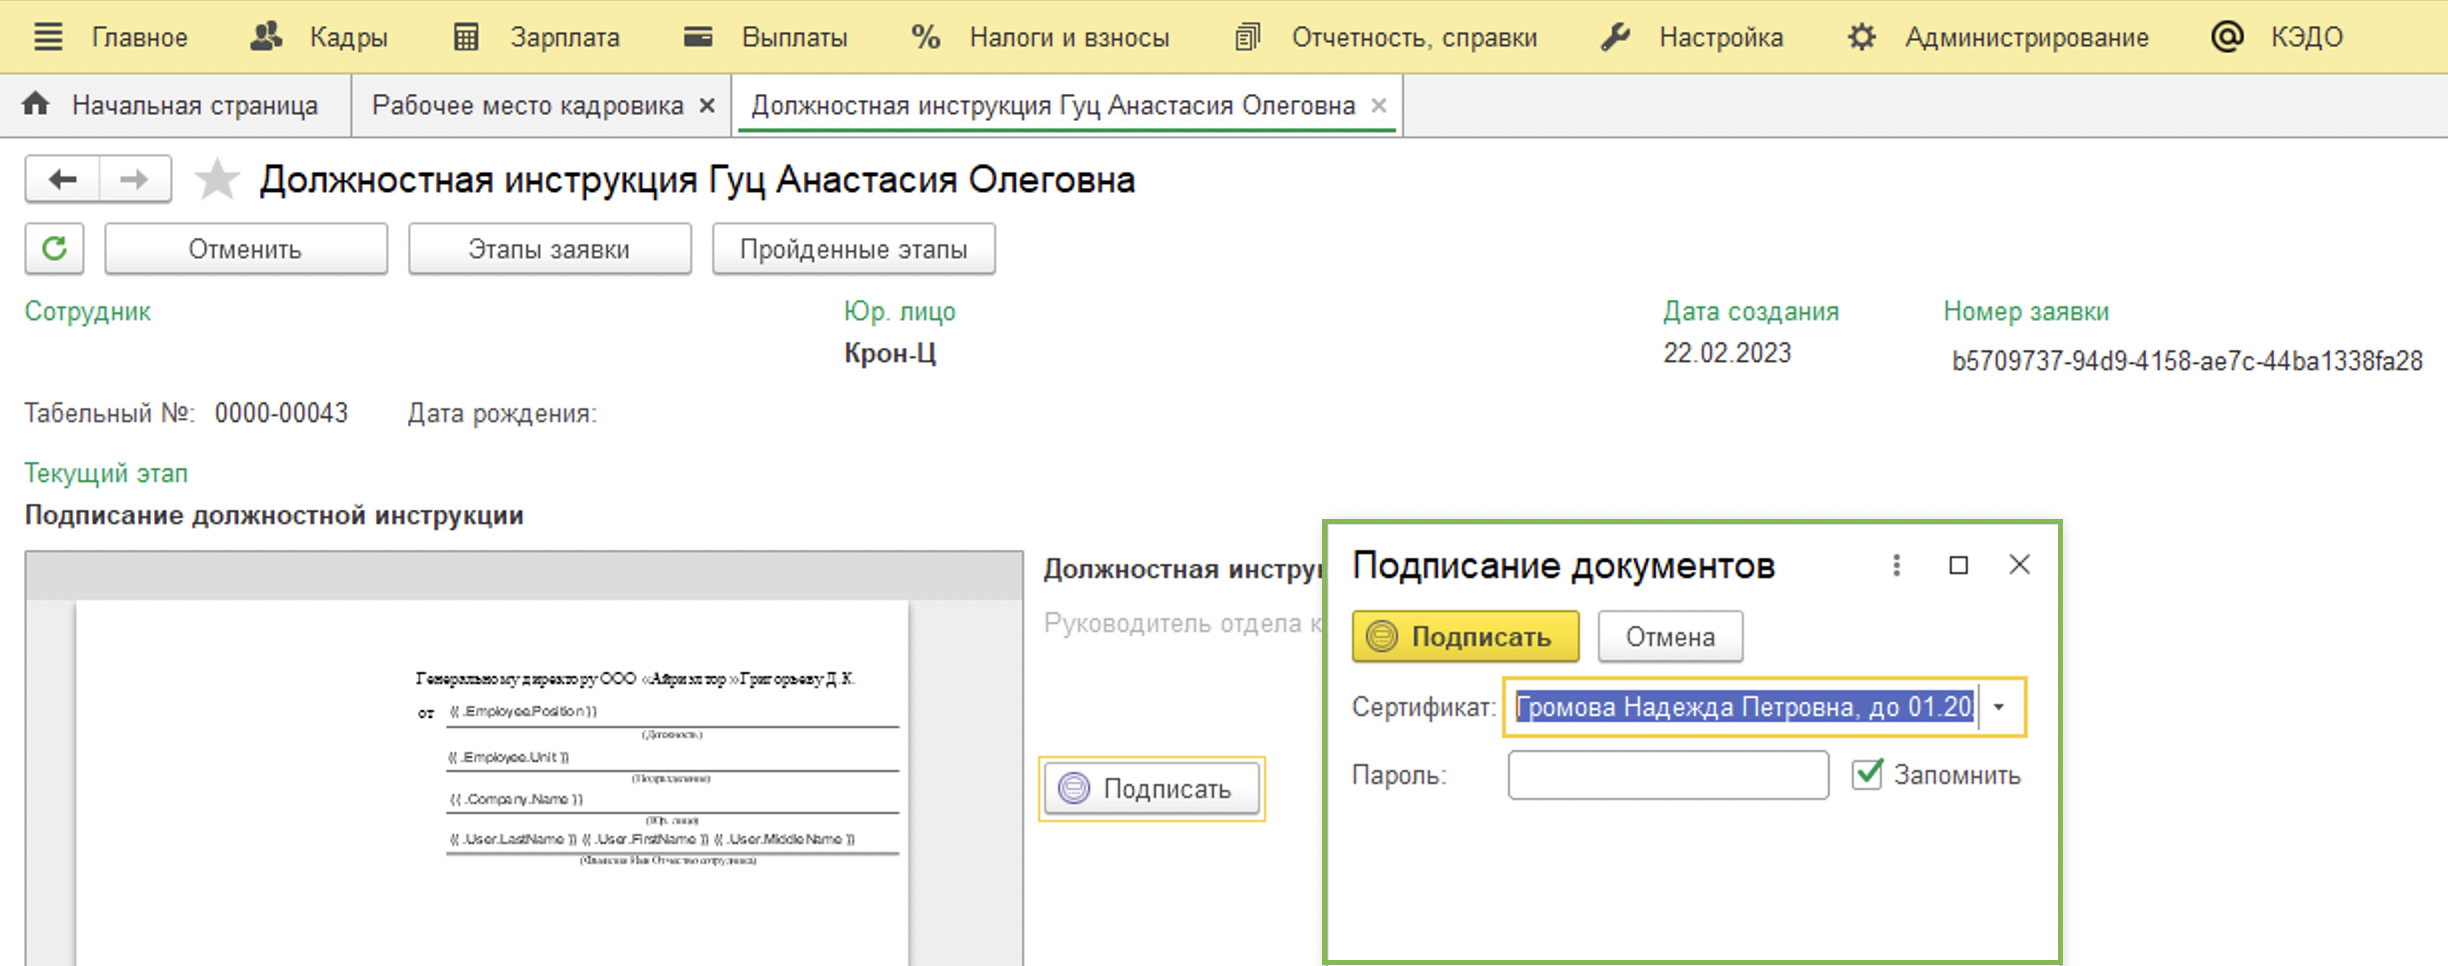 Главное Кадры Зарплата Выплаты % Налоги и взносы Отчетность, справки Настройка Администрирование @ КЭДО
Начальная страница Рабочее место кадровика × Должностная инструкция Гуц Анастасия Олеговна ×
Должностная инструкция Гуц Анастасия Олеговна
Отменить Этапы заявки Пройденные этапы
Сотрудник Юр. лицо Дата создания Номер заявки
Крон-Ц 22.02.2023 b5709737-94d9-4158-ae7c-44ba1338fa28
Табельный №: 0000-00043 Дата рождения:
Текущий этап
Подписание должностной инструкции
Генеральному директору ООО «Айриэлтор» Григорьеву Д.К.
от {{ .Employee.Position }}
(Должность)
{{ .Employee.Unit }}
(Подразделение)
{{ .Company.Name }}
(Юр. лицо)
{{ .User.LastName }} {{ .User.FirstName }} {{ .User.MiddleName }}
(Фамилия Имя Отчество сотрудника)
Должностная инстру
Руководитель отдела к
Подписать
Подписание документов
Подписать Отмена
Сертификат: Громова Надежда Петровна, до 01.20
Пароль: Запомнить